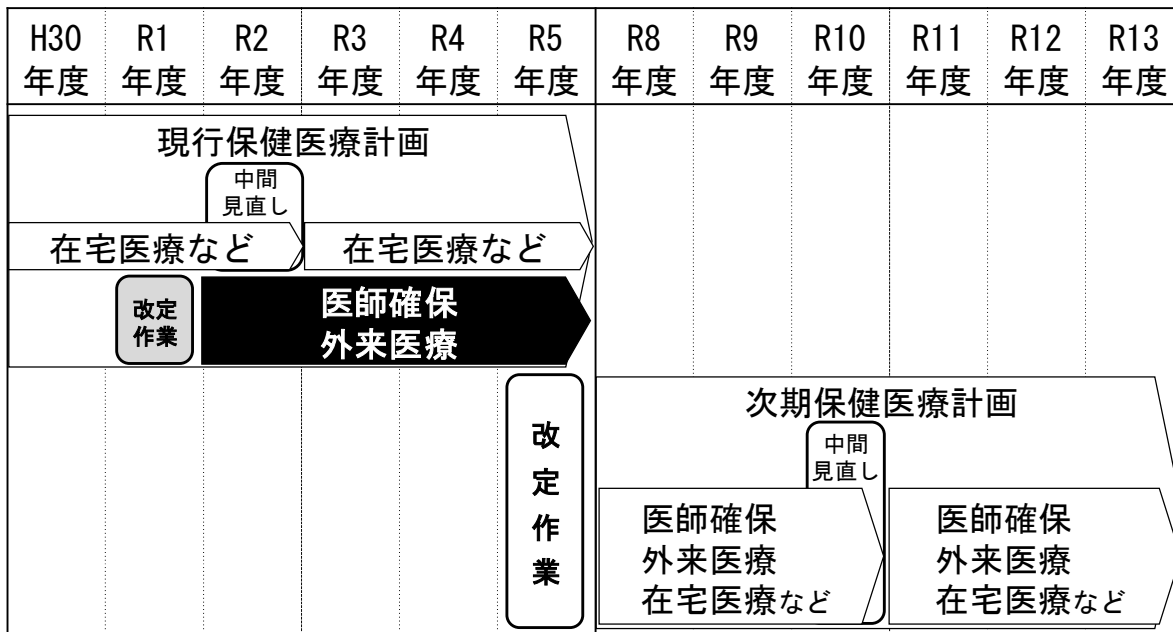 H30 R1 R2 R3 R4 R5 R8 R9 R10 R11 R12 R13
年度 年度 年度 年度 年度 年度 年度 年度 年度 年度 年度 年度
現行保健医療計画
中間
見直し
在宅医療など 在宅医療など
改定
作業
医師確保
外来医療
改
定
作
業
次期保健医療計画
中間
見直し
医師確保
外来医療
在宅医療など
医師確保
外来医療
在宅医療など